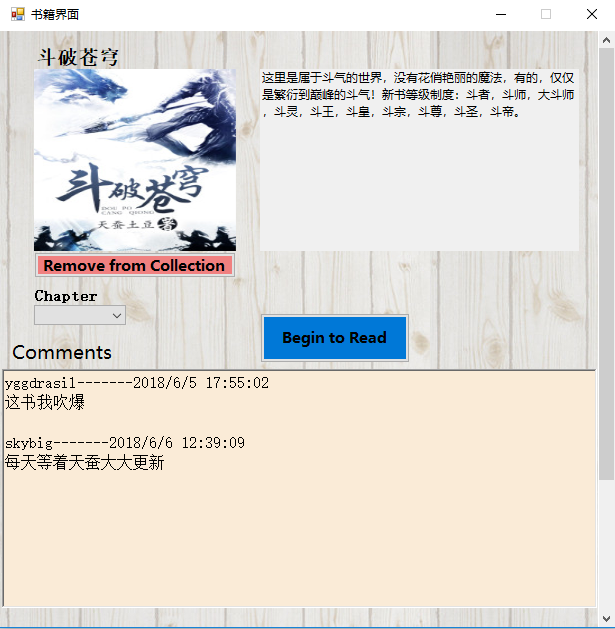 书籍界面
斗破苍穹
这里是属于斗气的世界，没有花俏艳丽的魔法，有的，仅仅
是繁衍到巅峰的斗气！新书等级制度：斗者，斗师，大斗师
，斗灵，斗王，斗皇，斗宗，斗尊，斗圣，斗帝。
斗破苍穹
DOU PO
CANG QIONG
天蚕土豆 著
Remove from Collection
Chapter
Begin to Read
Comments
yggdrasil-------2018/6/5 17:55:02
这书我吹爆
skybig-------2018/6/6 12:39:09
每天等着天蚕大大更新